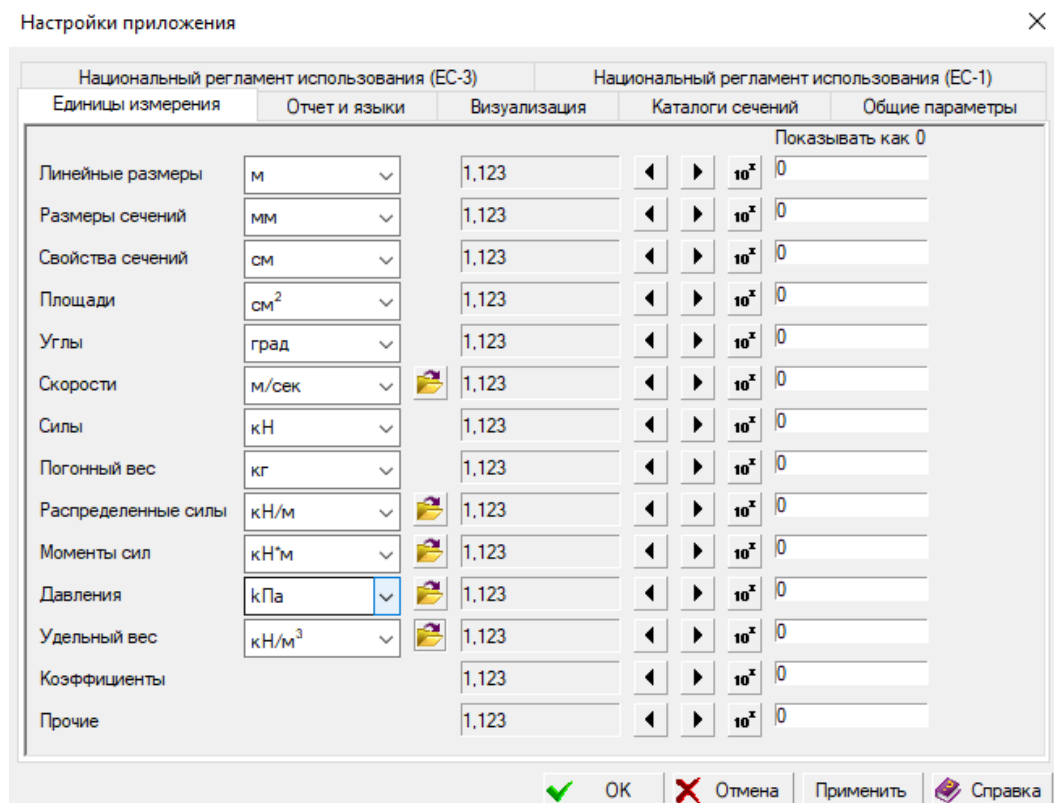 Настройки приложения
Национальный регламент использования (ЕС-3) Национальный регламент использования (ЕС-1)
Единицы измерения Отчет и языки Визуализация Каталоги сечений Общие параметры
Показывать как 0
Линейные размеры м 1,123 10ˣ 0
Размеры сечений мм 1,123 10ˣ 0
Свойства сечений см 1,123 10ˣ 0
Площади см² 1,123 10ˣ 0
Углы град 1,123 10ˣ 0
Скорости м/сек 1,123 10ˣ 0
Силы кН 1,123 10ˣ 0
Погонный вес кг 1,123 10ˣ 0
Распределенные силы кН/м 1,123 10ˣ 0
Моменты сил кН*м 1,123 10ˣ 0
Давления kПа 1,123 10ˣ 0
Удельный вес кН/м³ 1,123 10ˣ 0
Коэффициенты 1,123 10ˣ 0
Прочие 1,123 10ˣ 0
OK Отмена Применить Справка